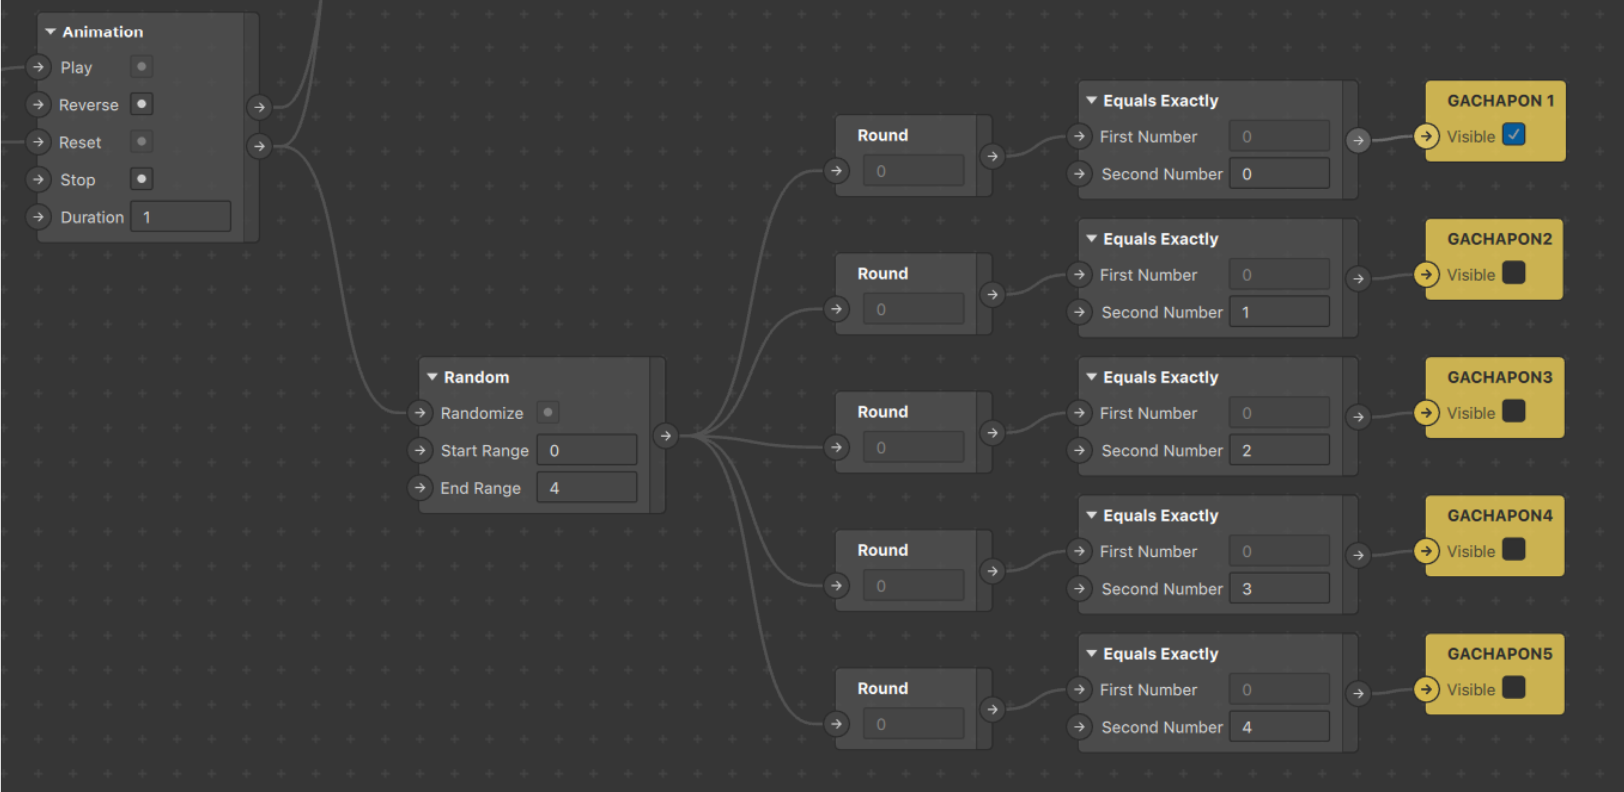 Animation
Play
Reverse
Reset
Stop
Duration 1
Random
Randomize
Start Range 0
End Range 4
Round
0
Equals Exactly
First Number 0
Second Number 0
GACHAPON 1
Visible
Round
0
Equals Exactly
First Number 0
Second Number 1
GACHAPON2
Visible
Round
0
Equals Exactly
First Number 0
Second Number 2
GACHAPON3
Visible
Round
0
Equals Exactly
First Number 0
Second Number 3
GACHAPON4
Visible
Round
0
Equals Exactly
First Number 0
Second Number 4
GACHAPON5
Visible